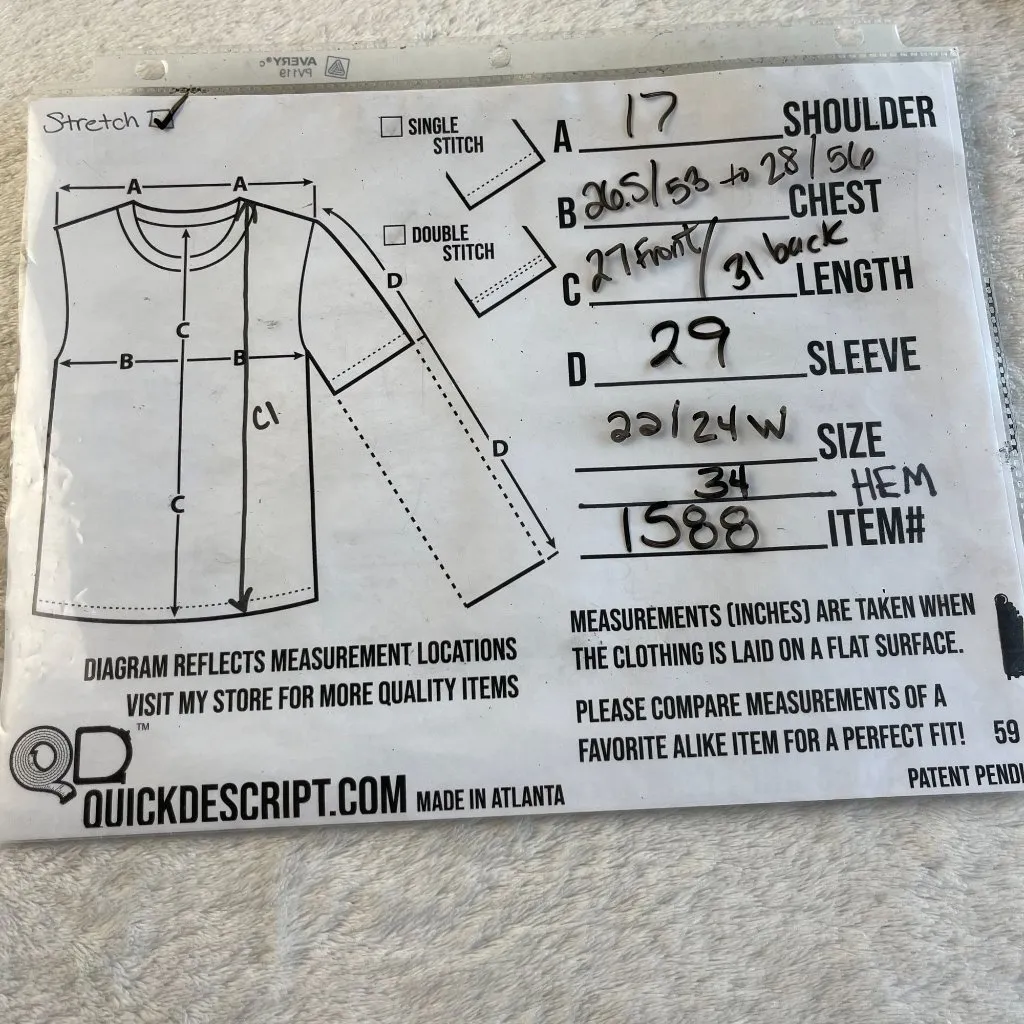 AVERY®
PV119
Stretch
SINGLE STITCH
DOUBLE STITCH
A 17 SHOULDER
B 26.5/53 to 28/56 CHEST
C 27 Front/ 31 back LENGTH
D 29 SLEEVE
22/24W SIZE
34 HEM
1588 ITEM#
A A
D
C
B B
C1
D
C
DIAGRAM REFLECTS MEASUREMENT LOCATIONS
VISIT MY STORE FOR MORE QUALITY ITEMS
MEASUREMENTS (INCHES) ARE TAKEN WHEN
THE CLOTHING IS LAID ON A FLAT SURFACE.
PLEASE COMPARE MEASUREMENTS OF A
FAVORITE ALIKE ITEM FOR A PERFECT FIT! 59
PATENT PENDI
QD™
QUICKDESCRIPT.COM MADE IN ATLANTA